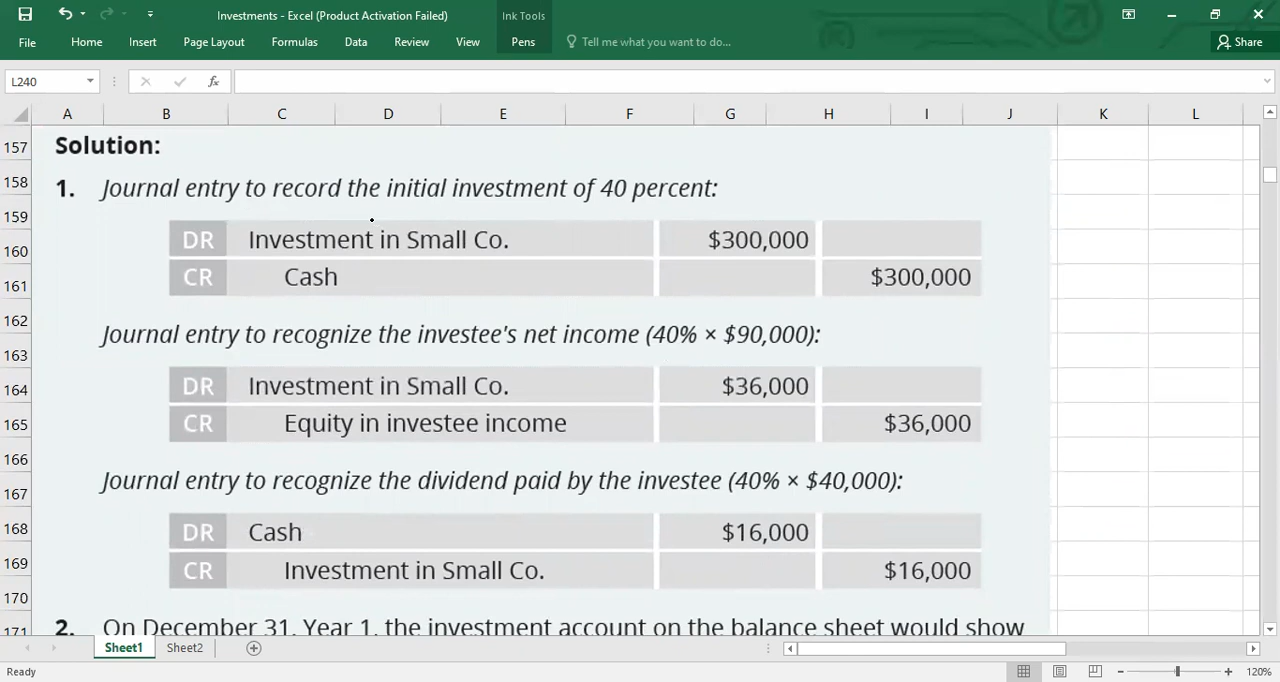 Investments - Excel (Product Activation Failed)
Ink Tools
File Home Insert Page Layout Formulas Data Review View Pens Tell me what you want to do... Share
L240 fx
A B C D E F G H I J K L
157 Solution:
158 1. Journal entry to record the initial investment of 40 percent:
159
160 DR Investment in Small Co. $300,000
161 CR Cash $300,000
162
163 Journal entry to recognize the investee's net income (40% × $90,000):
164 DR Investment in Small Co. $36,000
165 CR Equity in investee income $36,000
166
167 Journal entry to recognize the dividend paid by the investee (40% × $40,000):
168 DR Cash $16,000
169 CR Investment in Small Co. $16,000
170
171 2. On December 31, Year 1, the investment account on the balance sheet would show
Sheet1 Sheet2
Ready 120%